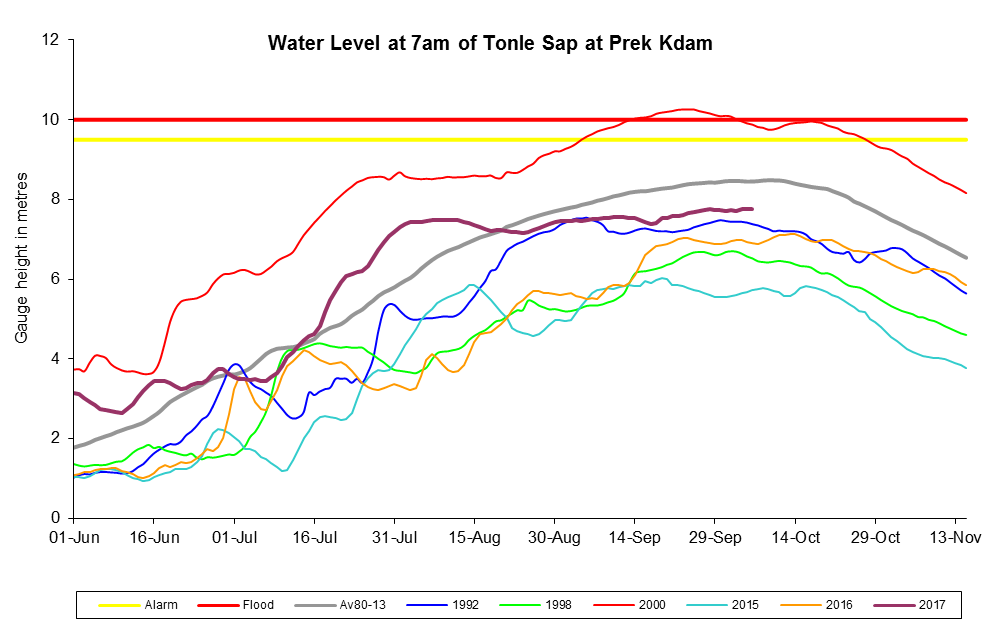 Water Level at 7am of Tonle Sap at Prek Kdam
Gauge height in metres
12
10
8
6
4
2
0
01-Jun 16-Jun 01-Jul 16-Jul 31-Jul 15-Aug 30-Aug 14-Sep 29-Sep 14-Oct 29-Oct 13-Nov
Alarm Flood Av80-13 1992 1998 2000 2015 2016 2017